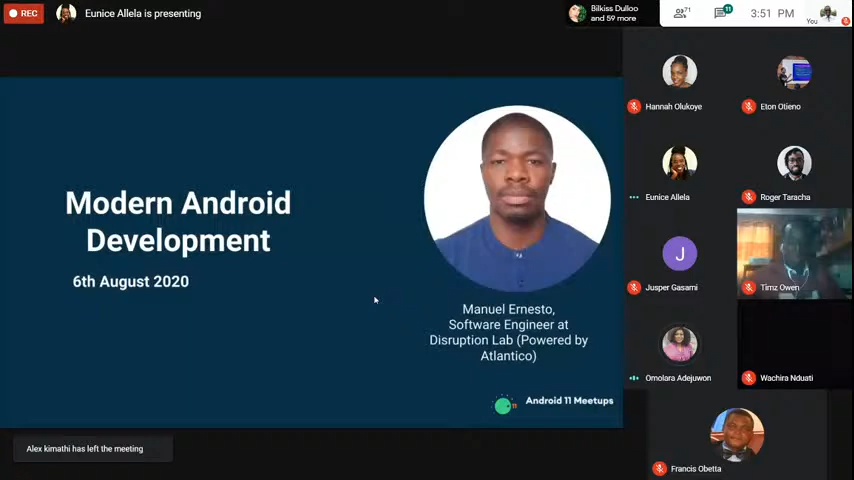 REC
Eunice Allela is presenting
Bilkiss Dulloo
and 59 more
71
11
3:51 PM
You
Modern Android
Development
6th August 2020
Manuel Ernesto,
Software Engineer at
Disruption Lab (Powered by
Atlantico)
11
Android 11 Meetups
Hannah Olukoye
Eton Otieno
Eunice Allela
Roger Taracha
J
Jusper Gasami
Timz Owen
Omolara Adejuwon
Wachira Nduati
Francis Obetta
Alex kimathi has left the meeting